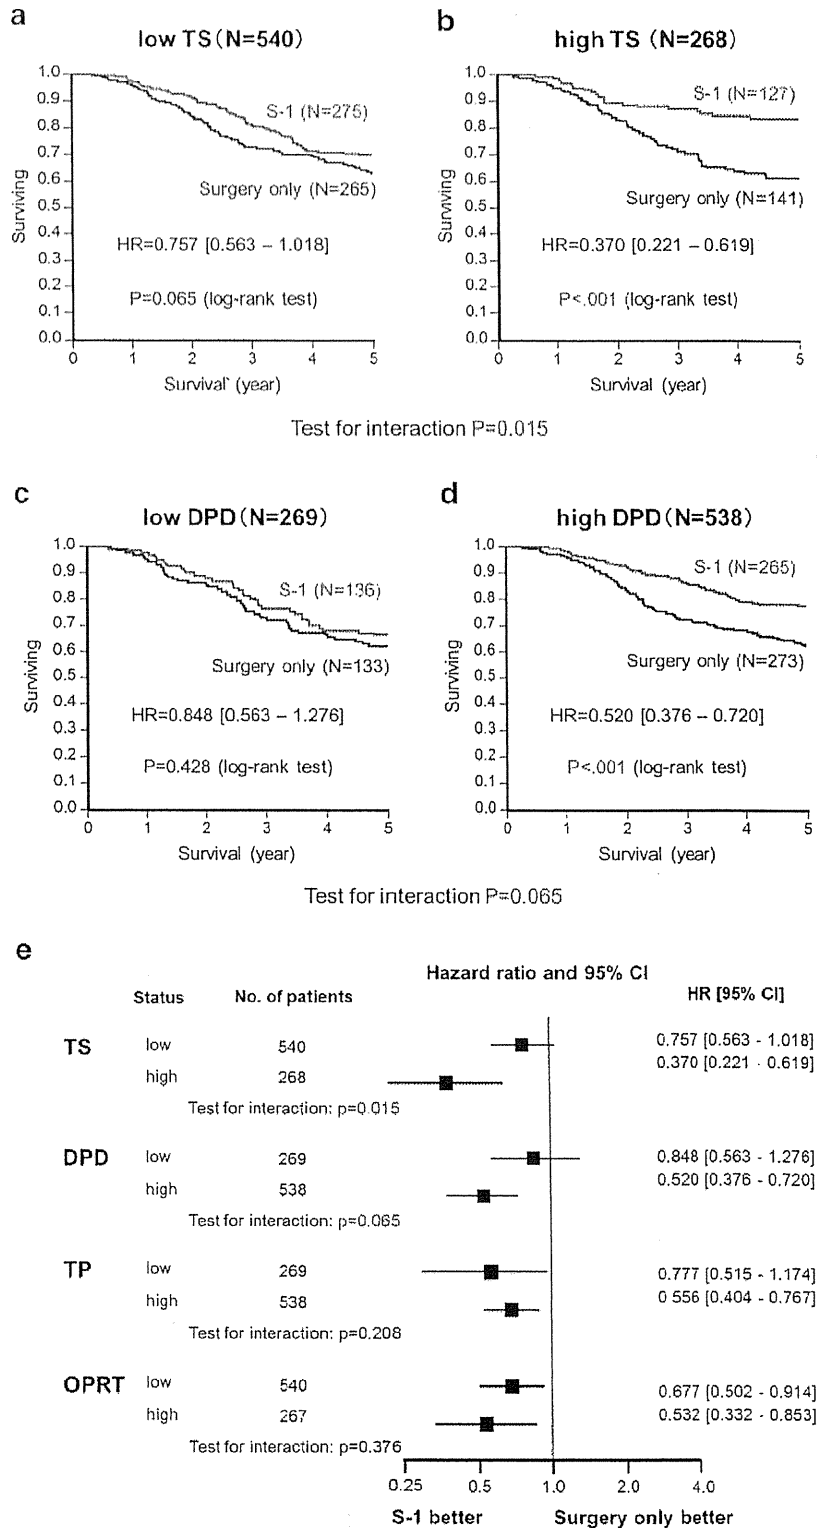 a
low TS (N=540)
1.0
0.9
0.8
0.7
0.6
0.5
0.4
0.3
0.2
0.1
0.0
Surviving
S-1 (N=275)
Surgery only (N=265)
HR=0.757 [0.563 – 1.018]
P=0.065 (log-rank test)
0 1 2 3 4 5
Survival (year)
b
high TS (N=268)
1.0
0.9
0.8
0.7
0.6
0.5
0.4
0.3
0.2
0.1
0.0
Surviving
S-1 (N=127)
Surgery only (N=141)
HR=0.370 [0.221 – 0.619]
P<.001 (log-rank test)
0 1 2 3 4 5
Survival (year)
Test for interaction P=0.015
c
low DPD (N=269)
1.0
0.9
0.8
0.7
0.6
0.5
0.4
0.3
0.2
0.1
0.0
Surviving
S-1 (N=136)
Surgery only (N=133)
HR=0.848 [0.563 – 1.276]
P=0.428 (log-rank test)
0 1 2 3 4 5
Survival (year)
d
high DPD (N=538)
1.0
0.9
0.8
0.7
0.6
0.5
0.4
0.3
0.2
0.1
0.0
Surviving
S-1 (N=265)
Surgery only (N=273)
HR=0.520 [0.376 – 0.720]
P<.001 (log-rank test)
0 1 2 3 4 5
Survival (year)
Test for interaction P=0.065
e
Hazard ratio and 95% CI
Status No. of patients HR [95% CI]
TS low 540 0.757 [0.563 - 1.018]
high 268 0.370 [0.221 - 0.619]
Test for interaction: p=0.015
DPD low 269 0.848 [0.563 - 1.276]
high 538 0.520 [0.376 - 0.720]
Test for interaction: p=0.065
TP low 269 0.777 [0.515 - 1.174]
high 538 0 556 [0.404 - 0.767]
Test for interaction: p=0.208
OPRT low 540 0.677 [0.502 - 0.914]
high 267 0.532 [0.332 - 0.853]
Test for interaction: p=0.376
0.25 0.5 1.0 2.0 4.0
S-1 better Surgery only better